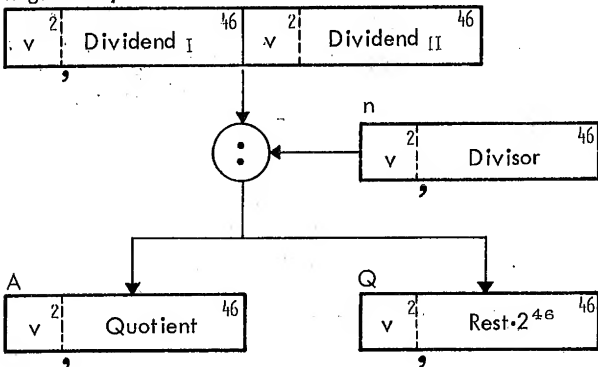 v 2 Dividend I 46 v 2 Dividend II 46
,
:
n
v 2 Divisor 46
,
A
v 2 Quotient 46
,
Q
v 2 Rest·2⁴⁶ 46
,